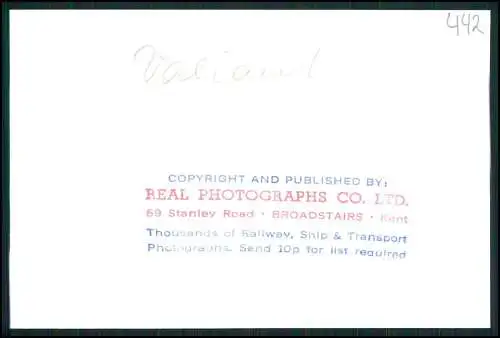 442
Valiant
COPYRIGHT AND PUBLISHED BY:
REAL PHOTOGRAPHS CO. LTD.
69 Stanley Road · BROADSTAIRS · Kent
Thousands of Railway, Ship & Transport
Photographs. Send 10p for list required